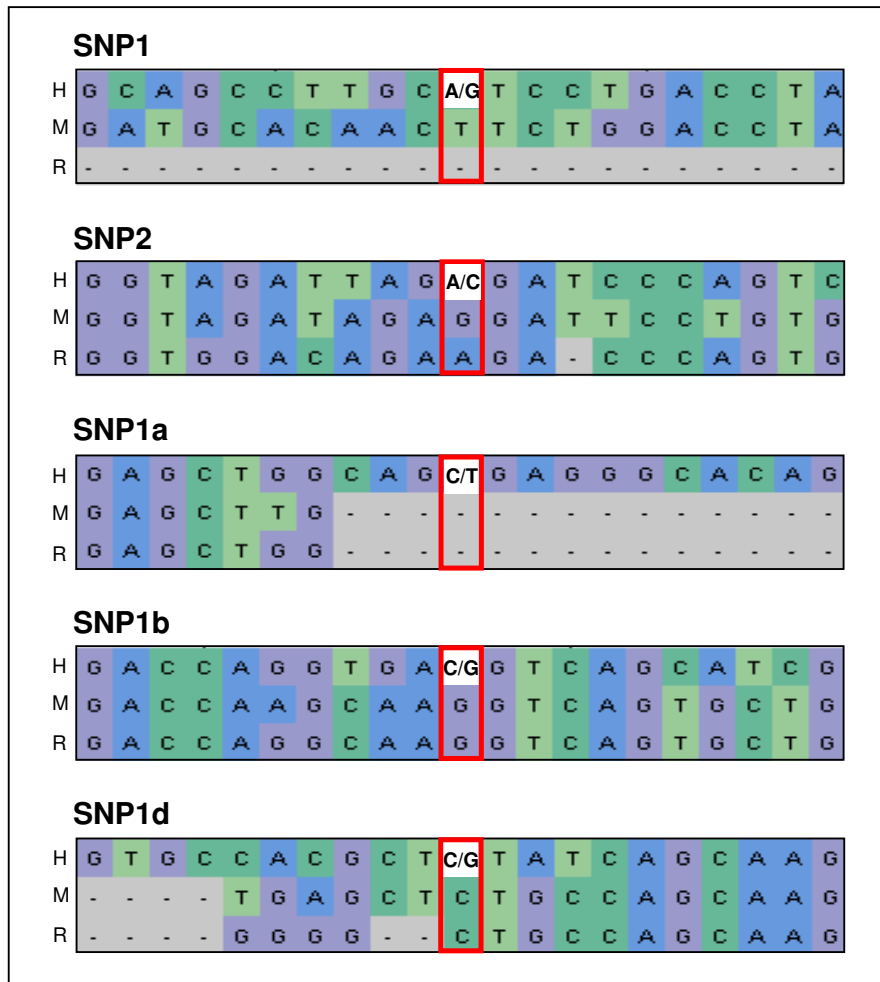 SNP1
H G C A G C C T T G C A/G T C C T G A C C T A
M G A T G C A C A A C T T C T G G A C C T A
R - - - - - - - - - - - - - - - - - - - - -
SNP2
H G G T A G A T T A G A/C G A T C C C A G T C
M G G T A G A T A G A G G A T T C C T G T G
R G G T G G A C A G A A G A - C C C A G T G
SNP1a
H G A G C T G G C A G C/T G A G G G C A C A G
M G A G C T T G - - - - - - - - - - - - - -
R G A G C T G G - - - - - - - - - - - - - -
SNP1b
H G A C C A G G T G A C/G G T C A G C A T C G
M G A C C A A G C A A G G T C A G T G C T G
R G A C C A G G C A A G G T C A G T G C T G
SNP1d
H G T G C C A C G C T C/G T A T C A G C A A G
M - - - - T G A G C T C T G C C A G C A A G
R - - - - G G G G - - C T G C C A G C A A G